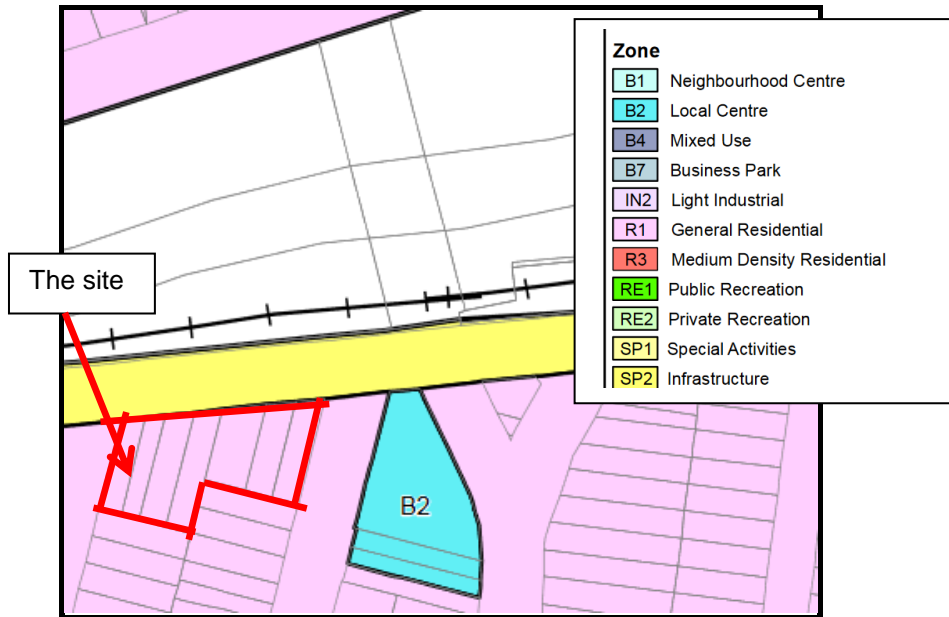 Zone
B1 Neighbourhood Centre
B2 Local Centre
B4 Mixed Use
B7 Business Park
IN2 Light Industrial
R1 General Residential
R3 Medium Density Residential
RE1 Public Recreation
RE2 Private Recreation
SP1 Special Activities
SP2 Infrastructure
The site
B2